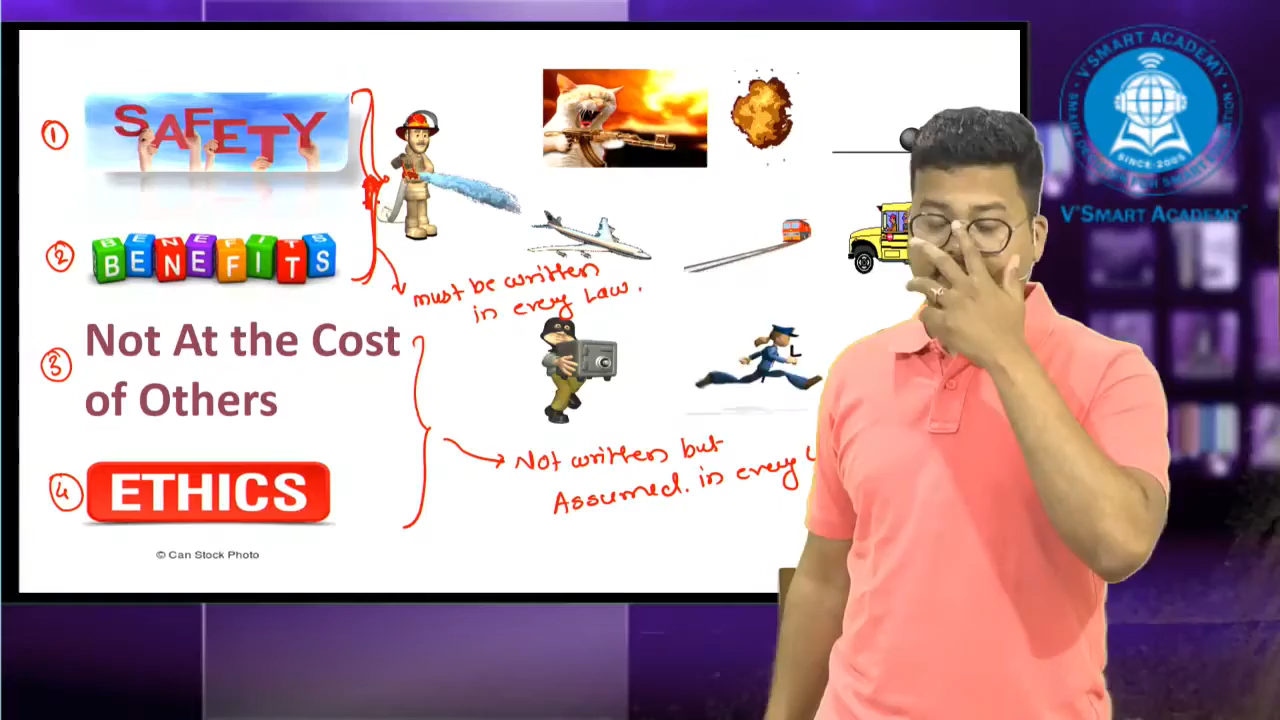 1
SAFETY
2
BENEFITS
BENEFITS
must be written
in every Law.
3
Not At the Cost
of Others
4
ETHICS
Not written but
Assumed. in every
© Can Stock Photo
V'SMART ACADEMY
SINCE-2005
V'SMART ACADEMY